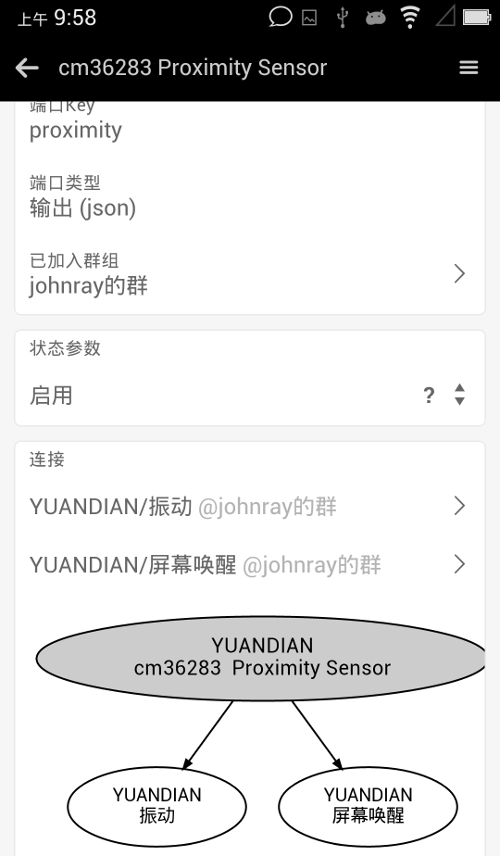 上午 9:58
cm36283 Proximity Sensor
端口Key
proximity
端口类型
输出 (json)
已加入群组
johnray的群
状态参数
启用 ?
连接
YUANDIAN/振动 @johnray的群
YUANDIAN/屏幕唤醒 @johnray的群
YUANDIAN
cm36283 Proximity Sensor
YUANDIAN
振动
YUANDIAN
屏幕唤醒